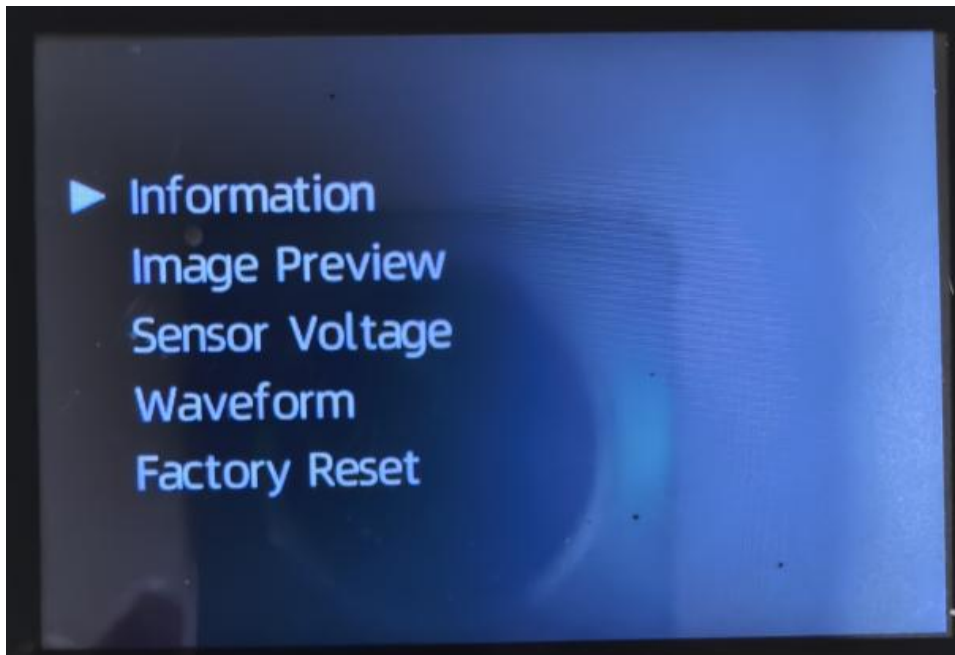 Information
Image Preview
Sensor Voltage
Waveform
Factory Reset